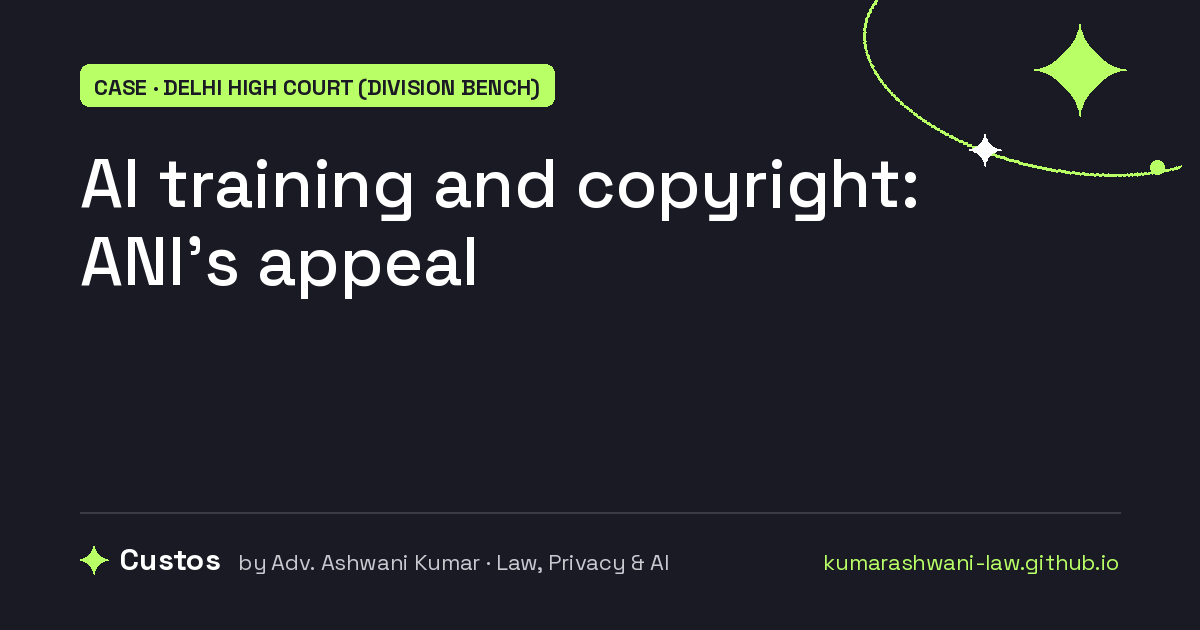 CASE · DELHI HIGH COURT (DIVISION BENCH)
AI training and copyright:
ANI’s appeal
Custos by Adv. Ashwani Kumar · Law, Privacy & AI
kumarashwani-law.github.io